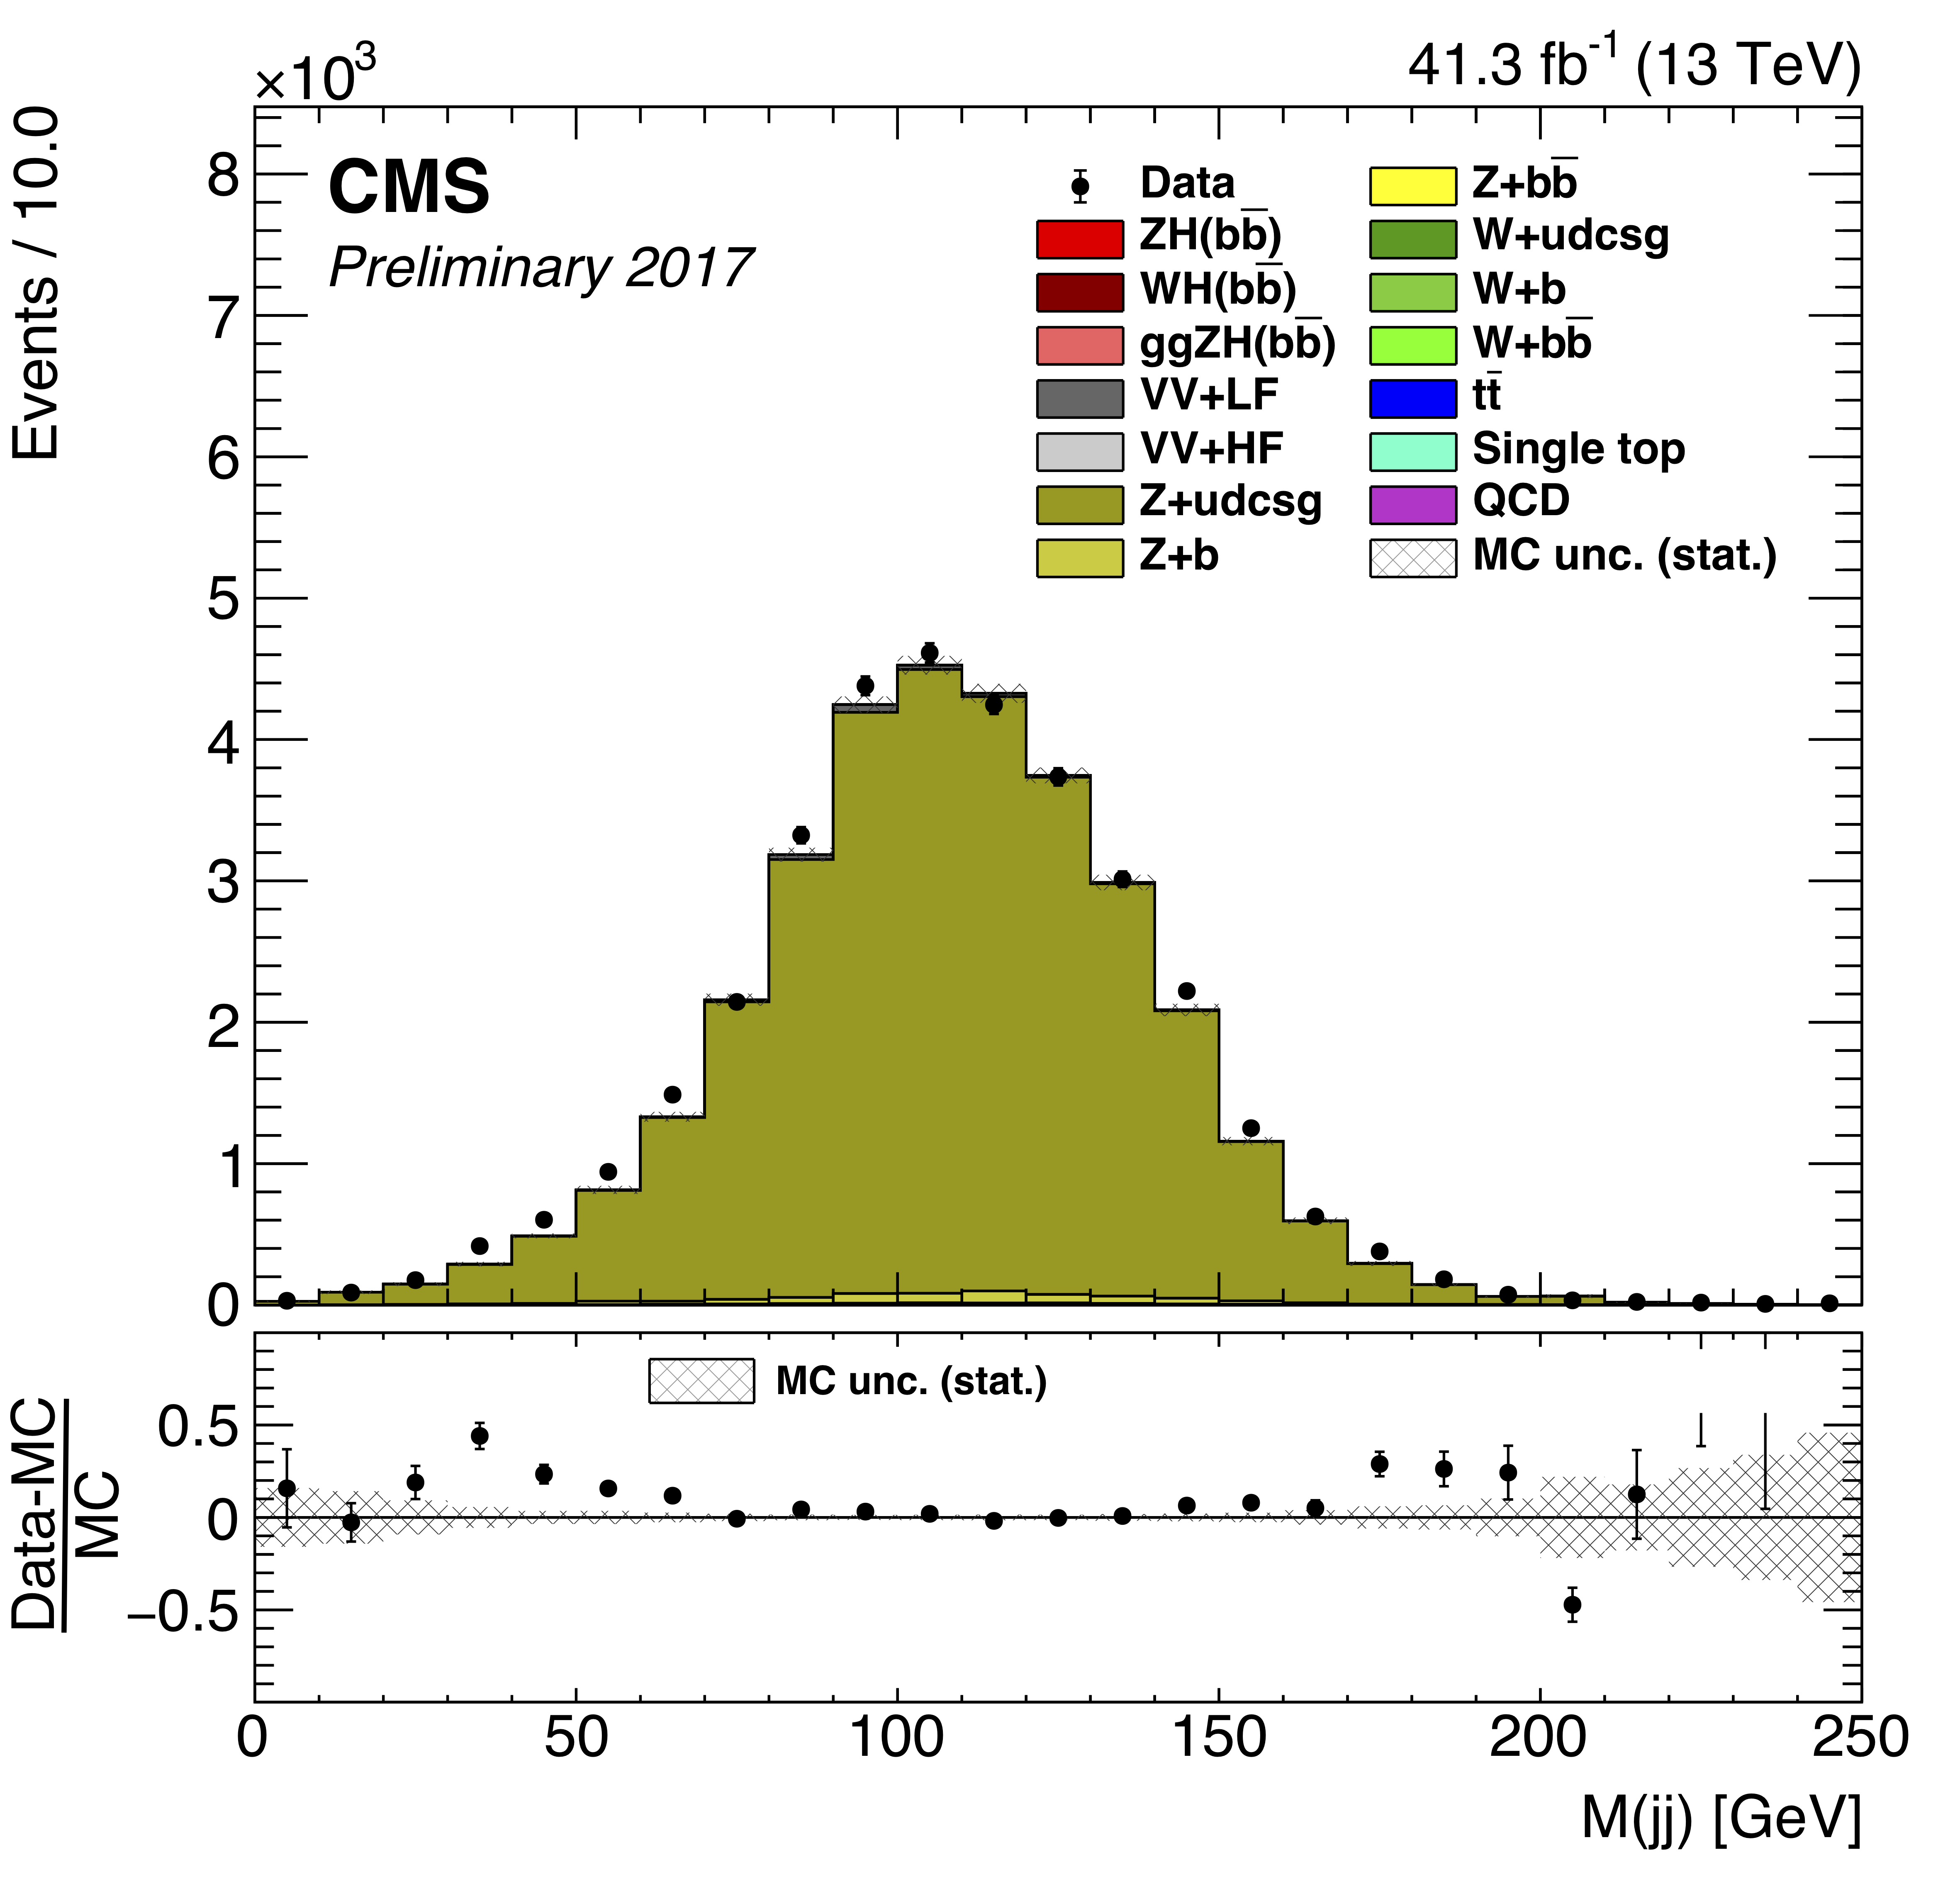 ×10³
41.3 fb⁻¹ (13 TeV)
Events / 10.0
CMS
Preliminary 2017
Data
ZH(bb̅)
WH(bb̅)
ggZH(bb̅)
VV+LF
VV+HF
Z+udcsg
Z+b
Z+bb̅
W+udcsg
W+b
W+bb̅
tt̅
Single top
QCD
MC unc. (stat.)
8
7
6
5
4
3
2
1
0
MC unc. (stat.)
Data-MC
MC
0.5
0
−0.5
0 50 100 150 200 250
M(jj) [GeV]